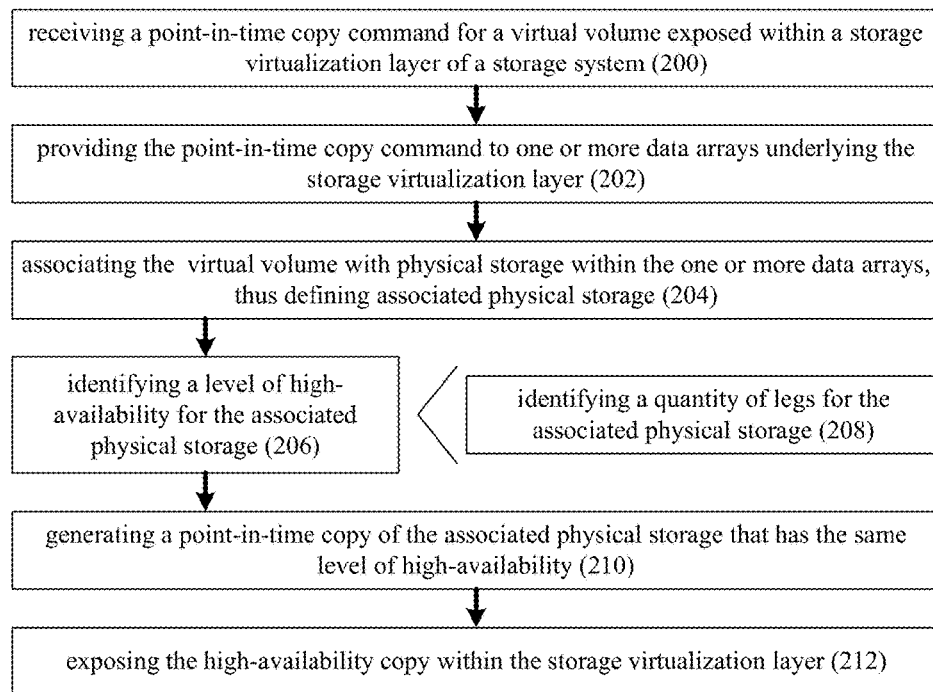 receiving a point-in-time copy command for a virtual volume exposed within a storage
virtualization layer of a storage system (200)
providing the point-in-time copy command to one or more data arrays underlying the
storage virtualization layer (202)
associating the virtual volume with physical storage within the one or more data arrays,
thus defining associated physical storage (204)
identifying a level of high-
availability for the associated
physical storage (206)
identifying a quantity of legs for the
associated physical storage (208)
generating a point-in-time copy of the associated physical storage that has the same
level of high-availability (210)
exposing the high-availability copy within the storage virtualization layer (212)